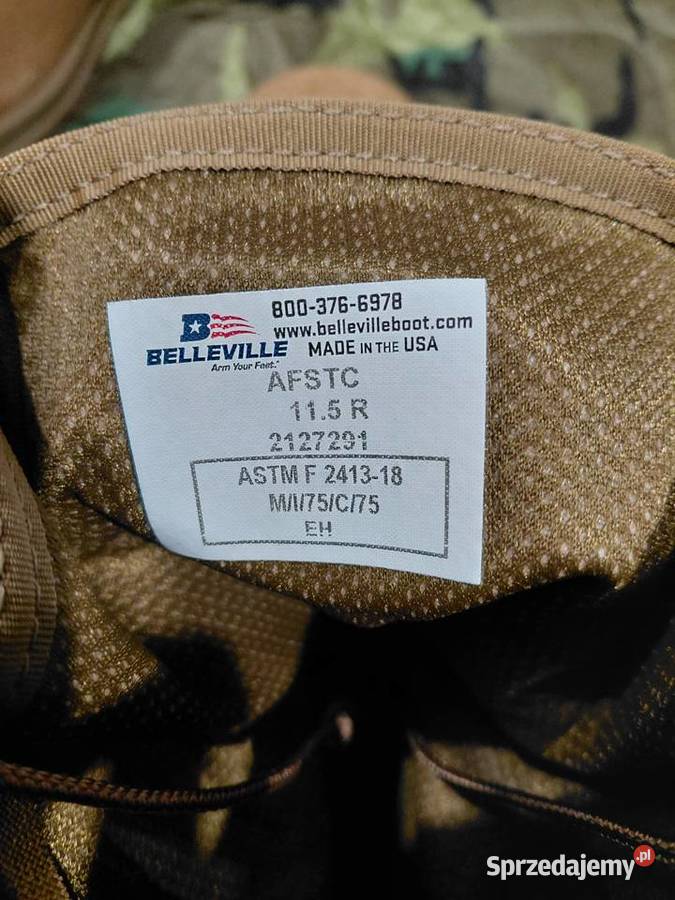 800-376-6978
www.bellevilleboot.com
BELLEVILLE
MADE IN THE USA
Arm Your Feet.
AFSTC
11.5 R
2127291
ASTM F 2413-18
M/I/75/C/75
EH
Sprzedajemy.pl